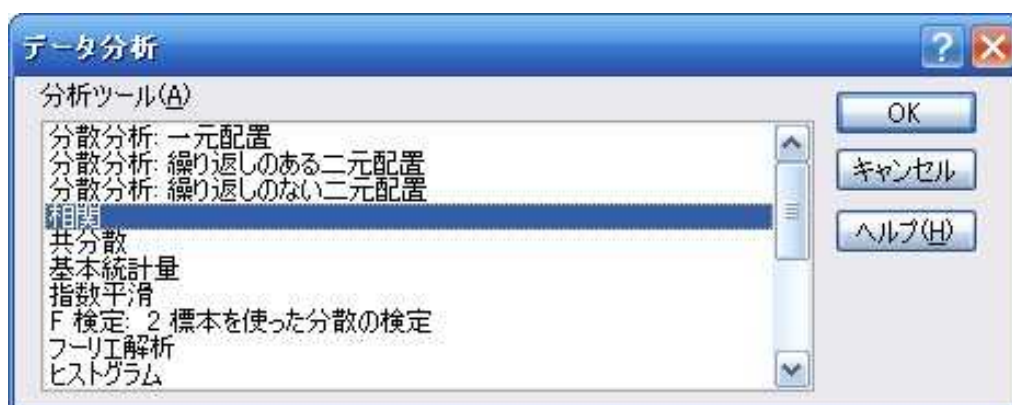 データ分析
分析ツール(A)
分散分析: 一元配置
分散分析: 繰り返しのある二元配置
分散分析: 繰り返しのない二元配置
相関
共分散
基本統計量
指数平滑
F 検定: 2 標本を使った分散の検定
フーリエ解析
ヒストグラム
OK
キャンセル
ヘルプ(H)